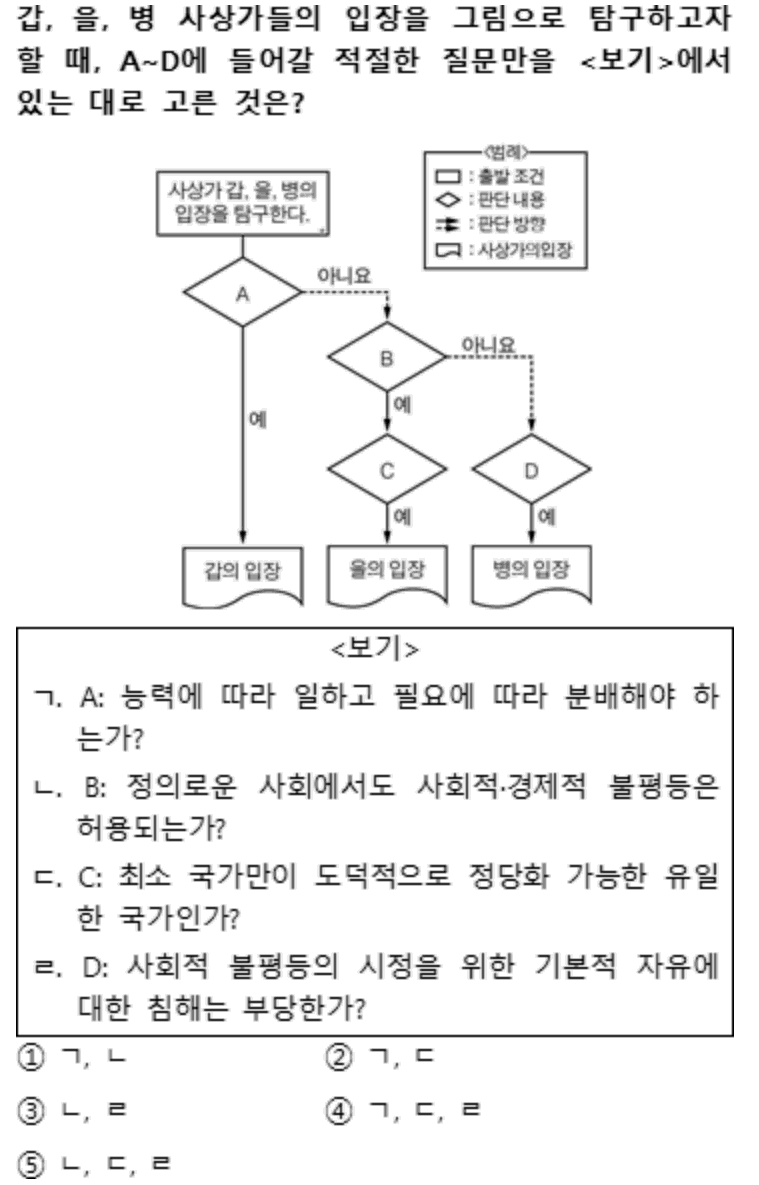 갑, 을, 병 사상가들의 입장을 그림으로 탐구하고자
할 때, A~D에 들어갈 적절한 질문만을 <보기>에서
있는 대로 고른 것은?
<범례>
: 출발 조건
: 판단 내용
: 판단 방향
: 사상가의입장
사상가 갑, 을, 병의
입장을 탐구한다.
A
아니요
B
아니요
예
예
C
D
예
예
갑의 입장
을의 입장
병의 입장
<보기>
ㄱ. A: 능력에 따라 일하고 필요에 따라 분배해야 하
는가?
ㄴ. B: 정의로운 사회에서도 사회적·경제적 불평등은
허용되는가?
ㄷ. C: 최소 국가만이 도덕적으로 정당화 가능한 유일
한 국가인가?
ㄹ. D: 사회적 불평등의 시정을 위한 기본적 자유에
대한 침해는 부당한가?
① ㄱ, ㄴ
② ㄱ, ㄷ
③ ㄴ, ㄹ
④ ㄱ, ㄷ, ㄹ
⑤ ㄴ, ㄷ, ㄹ